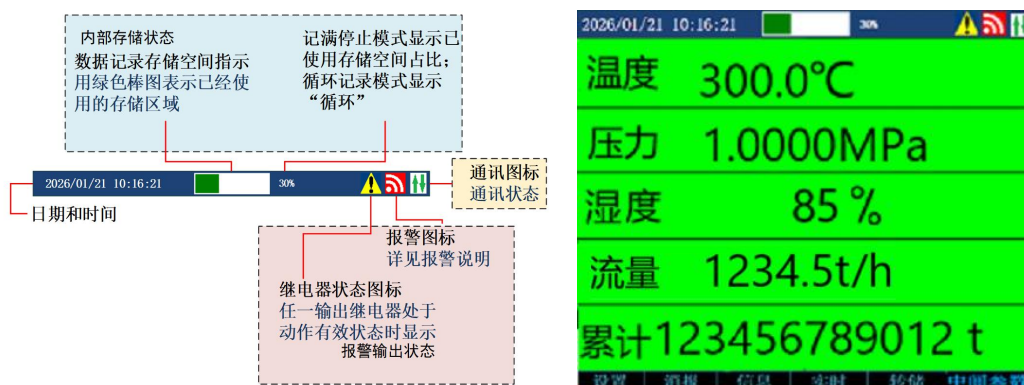 内部存储状态
数据记录存储空间指示
用绿色棒图表示已经使
用的存储区域
记满停止模式显示已
使用存储空间占比;
循环记录模式显示
“循环”
2026/01/21 10:16:21
30%
通讯图标
通讯状态
日期和时间
报警图标
详见报警说明
继电器状态图标
任一输出继电器处于
动作有效状态时显示
报警输出状态
2026/01/21 10:16:21
30%
温度 300.0℃
压力 1.0000MPa
湿度 85 %
流量 1234.5t/h
累计123456789012 t